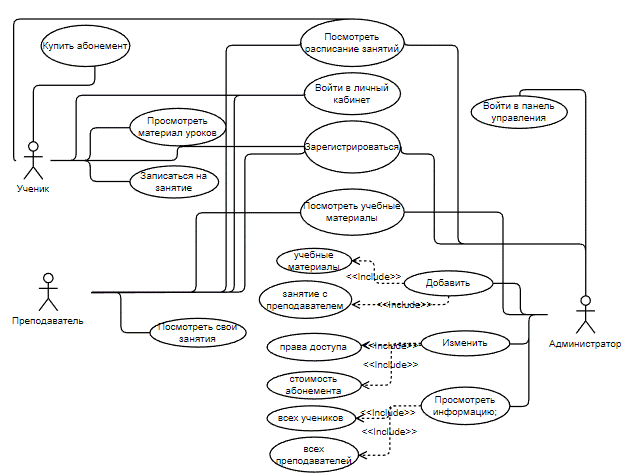 Посмотреть
расписание занятий
Купить абонемент
Войти в личный
кабинет
Войти в панель
управления
Просмотреть
материал уроков
Зарегистрироваться
Ученик
Записаться на
занятие
Посмотреть учебные
материалы
учебные
материалы
<<Include>>
Добавить
занятие с
преподавателем
<<Include>>
Преподаватель
Посмотреть свои
занятия
Администратор
права доступа
<<Include>>
Изменить
<<Include>>
стоимость
абонемента
Просмотреть
информацию;
всех учеников
<<Include>>
<<Include>>
всех
преподавателей